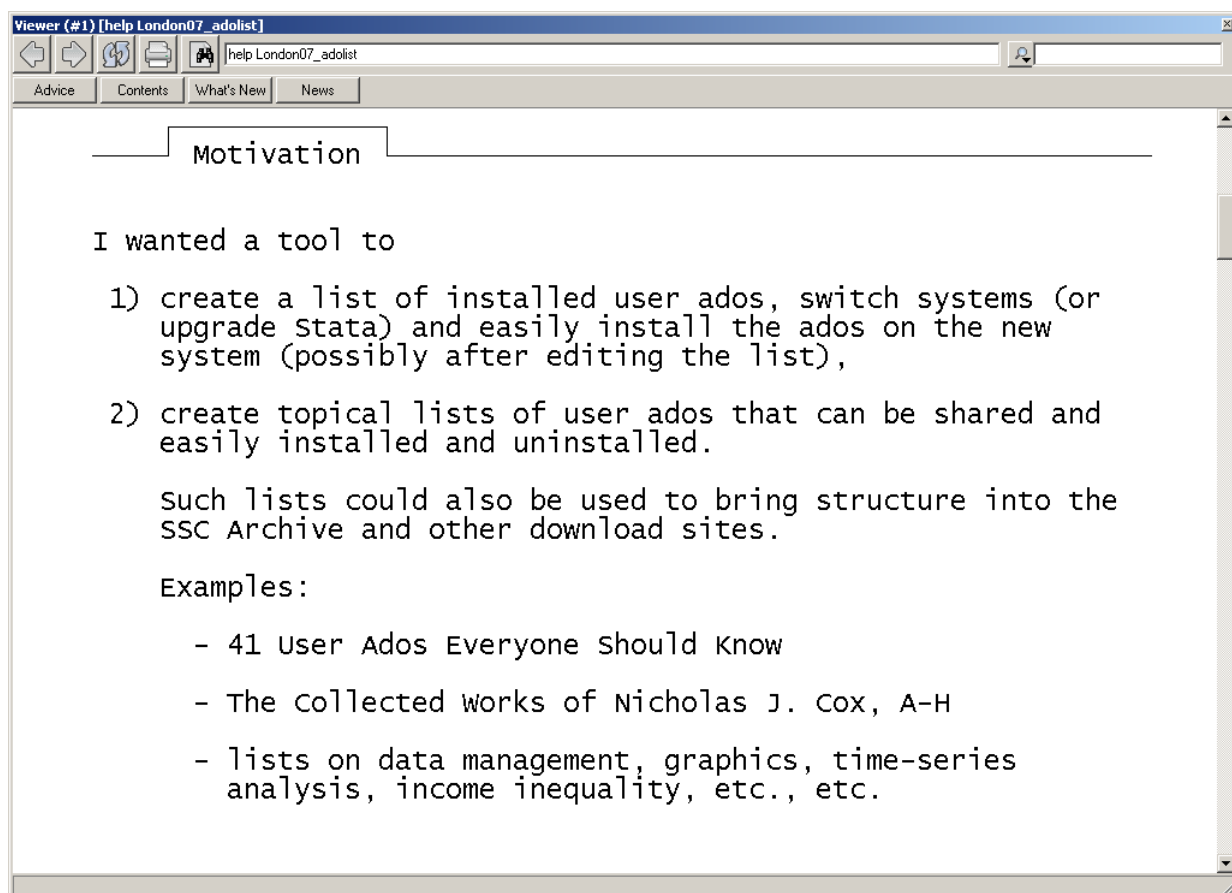 Viewer (#1) [help London07_adolist]
help London07_adolist
Advice Contents What's New News
Motivation
I wanted a tool to
1) create a list of installed user ados, switch systems (or
upgrade Stata) and easily install the ados on the new
system (possibly after editing the list),
2) create topical lists of user ados that can be shared and
easily installed and uninstalled.
Such lists could also be used to bring structure into the
SSC Archive and other download sites.
Examples:
- 41 User Ados Everyone Should Know
- The Collected Works of Nicholas J. Cox, A-H
- lists on data management, graphics, time-series
analysis, income inequality, etc., etc.